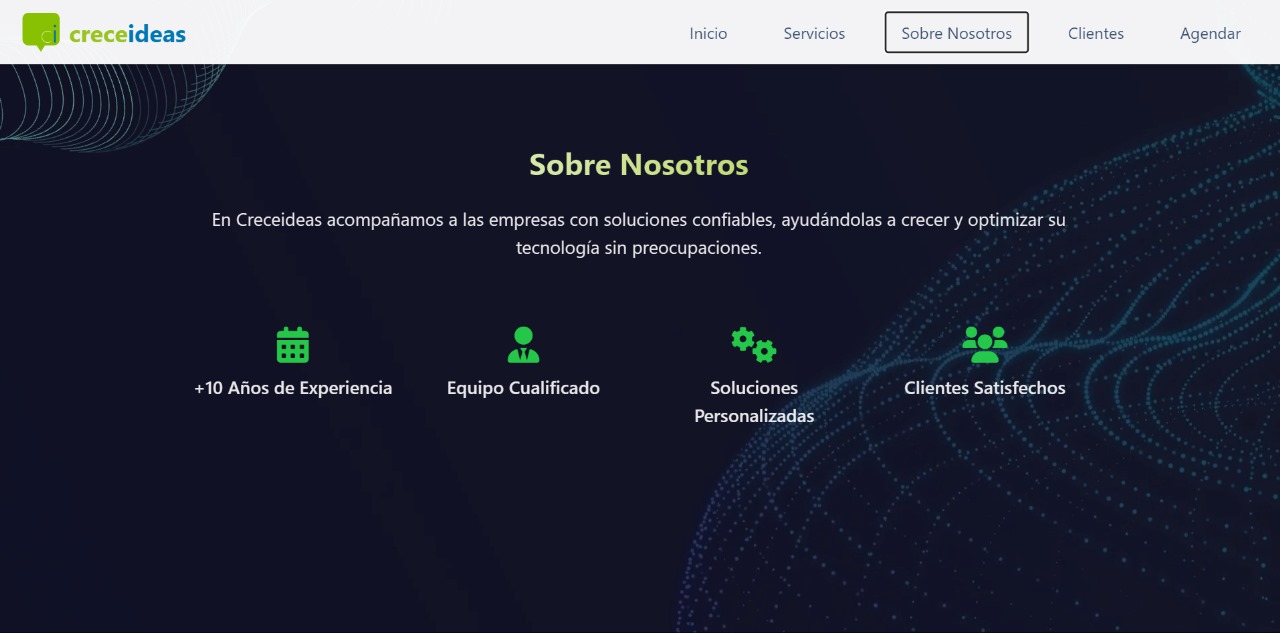 ci creceideas
Inicio
Servicios
Sobre Nosotros
Clientes
Agendar
Sobre Nosotros
En Creceideas acompañamos a las empresas con soluciones confiables, ayudándolas a crecer y optimizar su
tecnología sin preocupaciones.
+10 Años de Experiencia
Equipo Cualificado
Soluciones
Personalizadas
Clientes Satisfechos